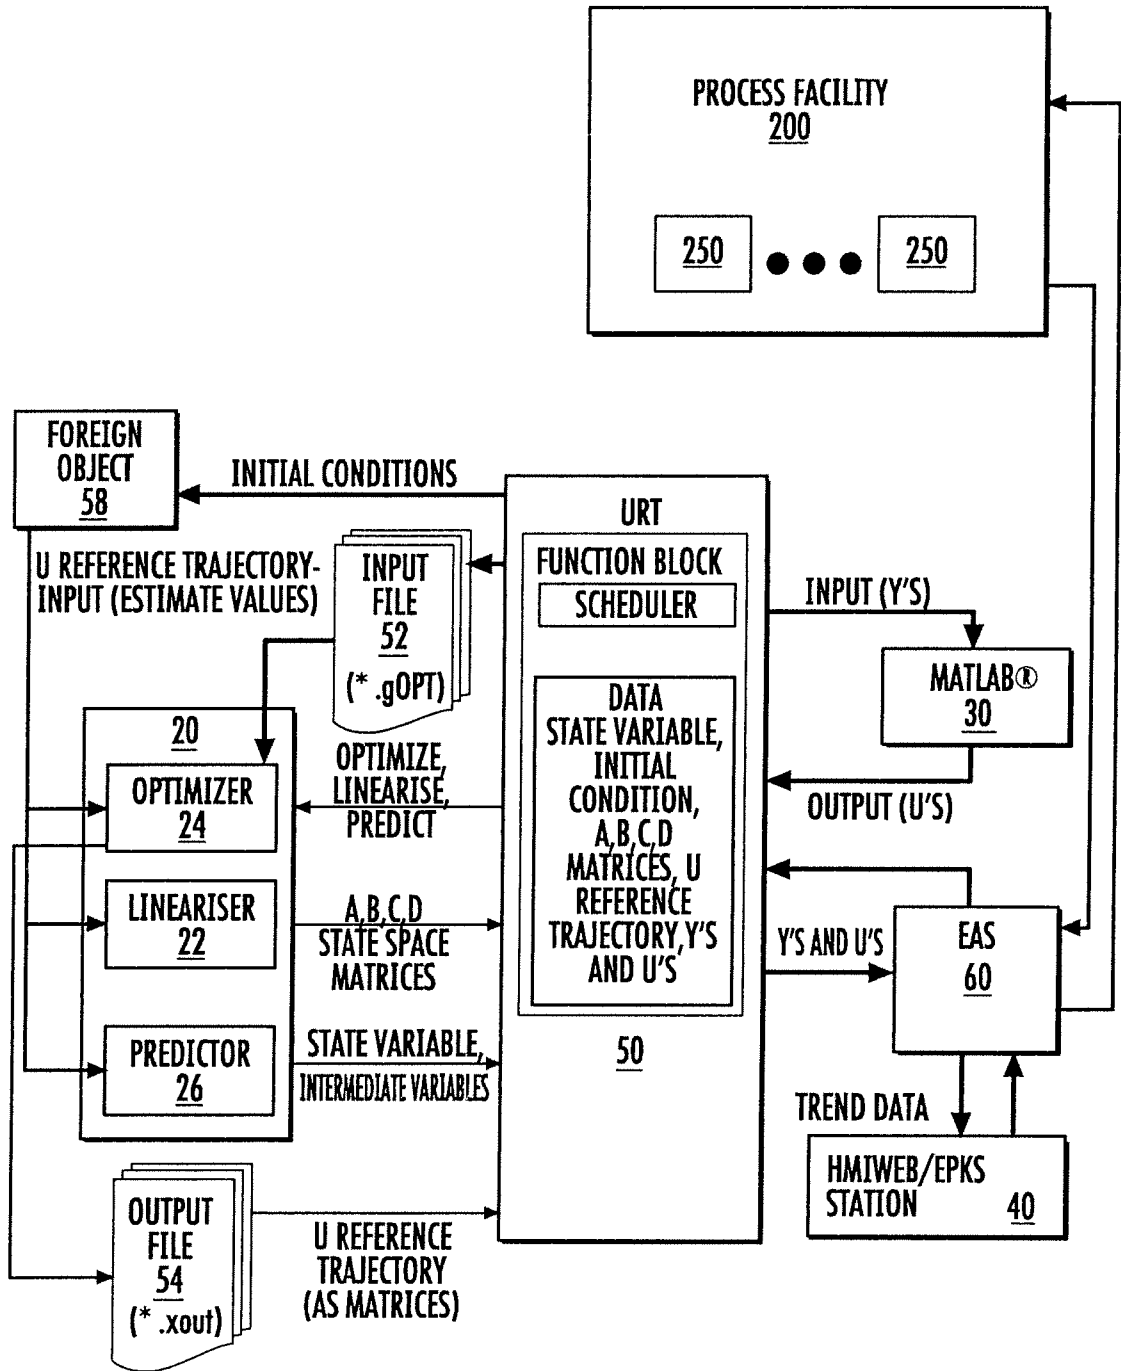 PROCESS FACILITY
200
250
250
FOREIGN
OBJECT
58
INITIAL CONDITIONS
U REFERENCE TRAJECTORY-
INPUT (ESTIMATE VALUES)
INPUT
FILE
52
(* .gOPT)
URT
FUNCTION BLOCK
SCHEDULER
DATA
STATE VARIABLE,
INITIAL
CONDITION,
A,B,C,D
MATRICES, U
REFERENCE
TRAJECTORY,Y'S
AND U'S
50
INPUT (Y'S)
MATLAB®
30
OUTPUT (U'S)
20
OPTIMIZER
24
OPTIMIZE,
LINEARISE,
PREDICT
LINEARISER
22
A,B,C,D
STATE SPACE
MATRICES
PREDICTOR
26
STATE VARIABLE,
INTERMEDIATE VARIABLES
Y'S AND U'S
EAS
60
TREND DATA
HMIWEB/EPKS
STATION
40
OUTPUT
FILE
54
(* .xout)
U REFERENCE
TRAJECTORY
(AS MATRICES)